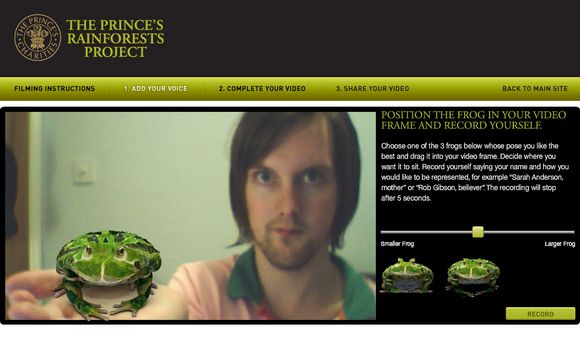 THE PRINCE'S CHARITIES
THE PRINCE'S
RAINFORESTS
PROJECT
FILMING INSTRUCTIONS
1. ADD YOUR VOICE
2. COMPLETE YOUR VIDEO
3. SHARE YOUR VIDEO
BACK TO MAIN SITE
POSITION THE FROG IN YOUR VIDEO
FRAME AND RECORD YOURSELF.
Choose one of the 3 frogs below whose pose you like the
best and drag it into your video frame. Decide where you
want it to sit. Record yourself saying your name and how you
would like to be represented, for example "Sarah Anderson,
mother" or "Rob Gibson, believer". The recording will stop
after 5 seconds.
Smaller Frog
Larger Frog
RECORD